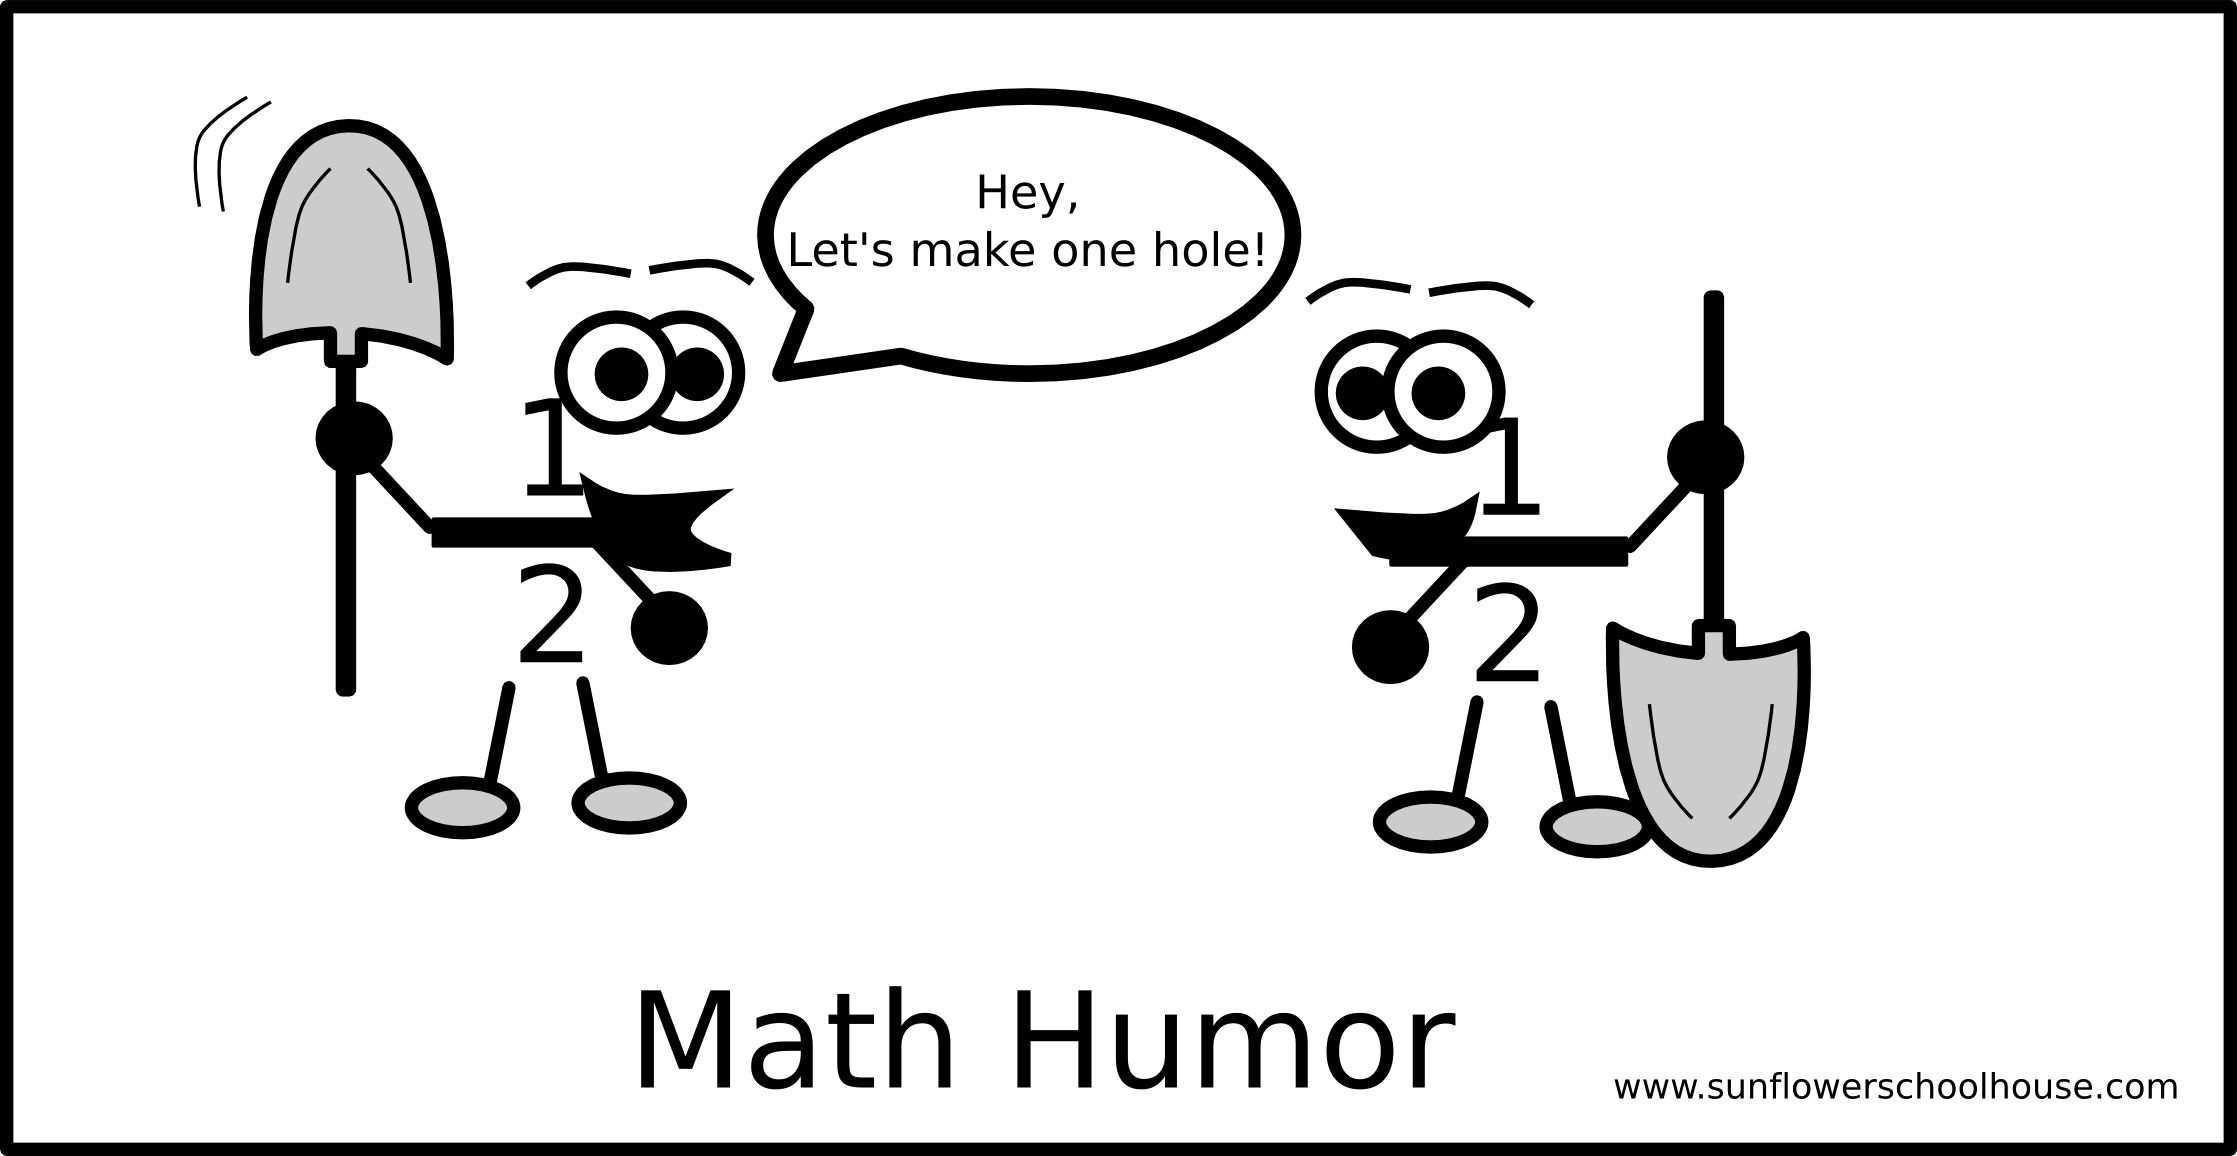 Hey,
Let's make one hole!
1
2
1
2
Math Humor
www.sunflowerschoolhouse.com